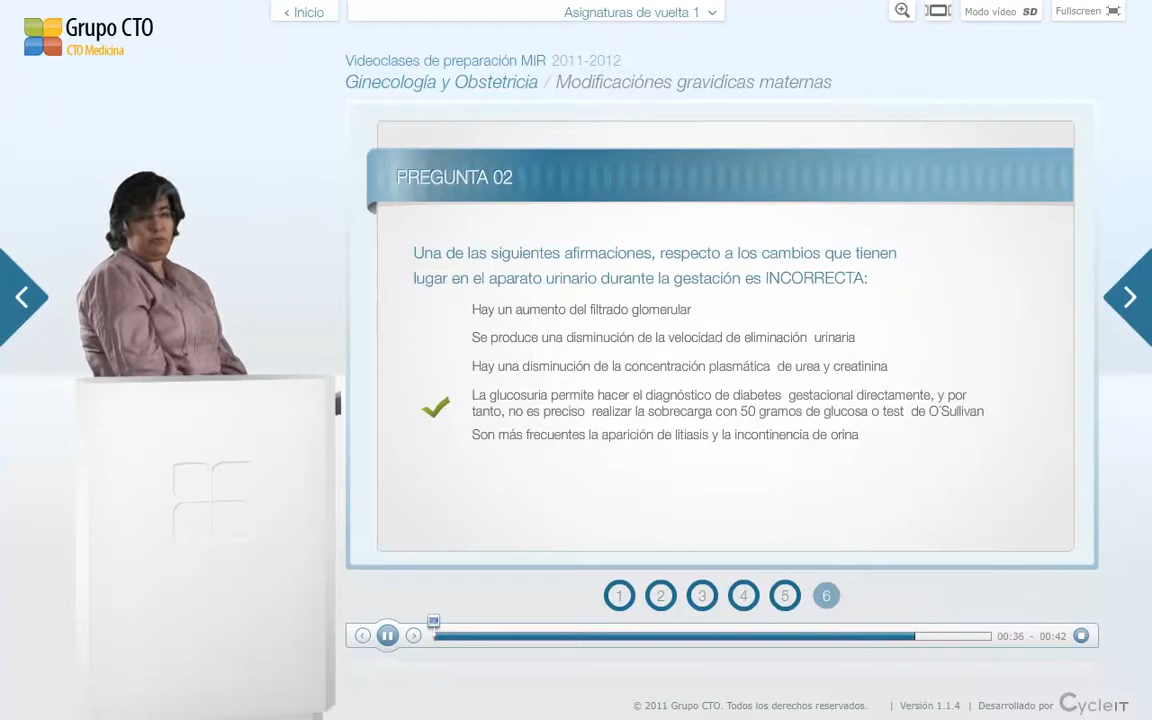 Grupo CTO
CTO Medicina
‹ Inicio
Asignaturas de vuelta 1
Modo vídeo SD
Fullscreen
Videoclases de preparación MIR 2011-2012
Ginecología y Obstetricia / Modificaciónes gravidicas maternas
PREGUNTA 02
Una de las siguientes afirmaciones, respecto a los cambios que tienen
lugar en el aparato urinario durante la gestación es INCORRECTA:
Hay un aumento del filtrado glomerular
Se produce una disminución de la velocidad de eliminación urinaria
Hay una disminución de la concentración plasmática de urea y creatinina
La glucosuria permite hacer el diagnóstico de diabetes gestacional directamente, y por
tanto, no es preciso realizar la sobrecarga con 50 gramos de glucosa o test de O´Sullivan
Son más frecuentes la aparición de litiasis y la incontinencia de orina
1 2 3 4 5 6
00:36 - 00:42
© 2011 Grupo CTO. Todos los derechos reservados. | Versión 1.1.4 | Desarrollado por CycleIT